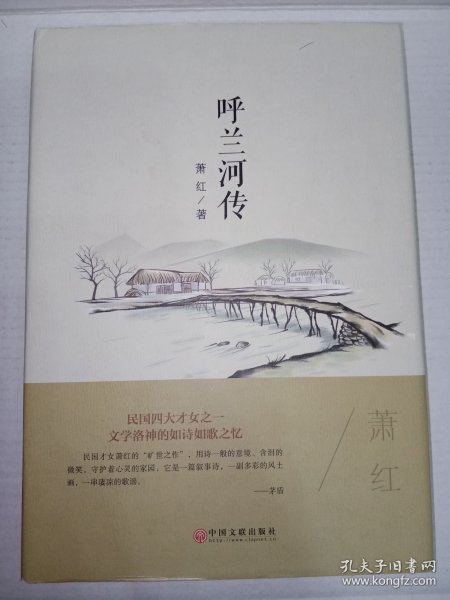 呼兰河传
萧红/著
民国四大才女之一
文学洛神的如诗如歌之忆
民国才女萧红的“旷世之作”，用诗一般的意境、含泪的
微笑，守护着心灵的家园，它是一篇叙事诗，一副多彩的风土
画，一串凄凉的歌谣。
——茅盾
萧红
中国文联出版社
http://www.clapnet.cn
孔夫子旧书网
www.kongfz.com